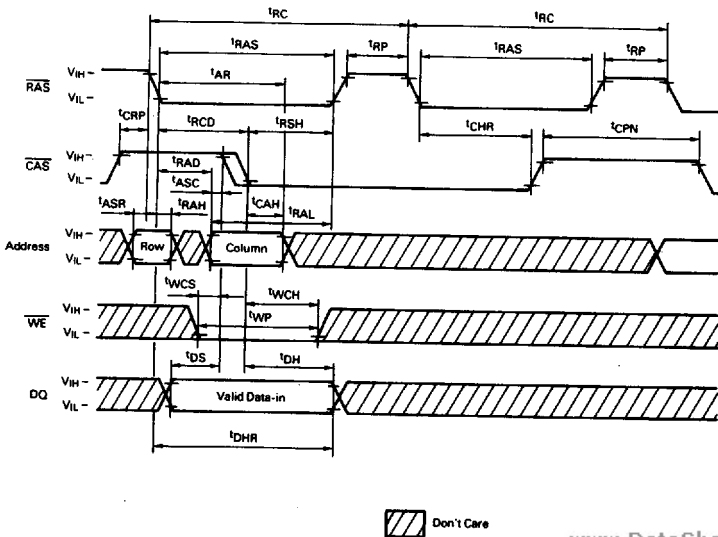 tRC tRC
tRAS tRP tRAS tRP
tAR
RAS VIH –
VIL –
tCRP tRCD tRSH tCHR tCPN
CAS VIH –
VIL –
tRAD
tASC tCAH
tASR tRAH tRAL
Address VIH –
VIL –
Row Column
tWCS tWCH
tWP
WE VIH –
VIL –
tDS tDH
DQ VIH –
VIL –
Valid Data-in
tDHR
Don't Care